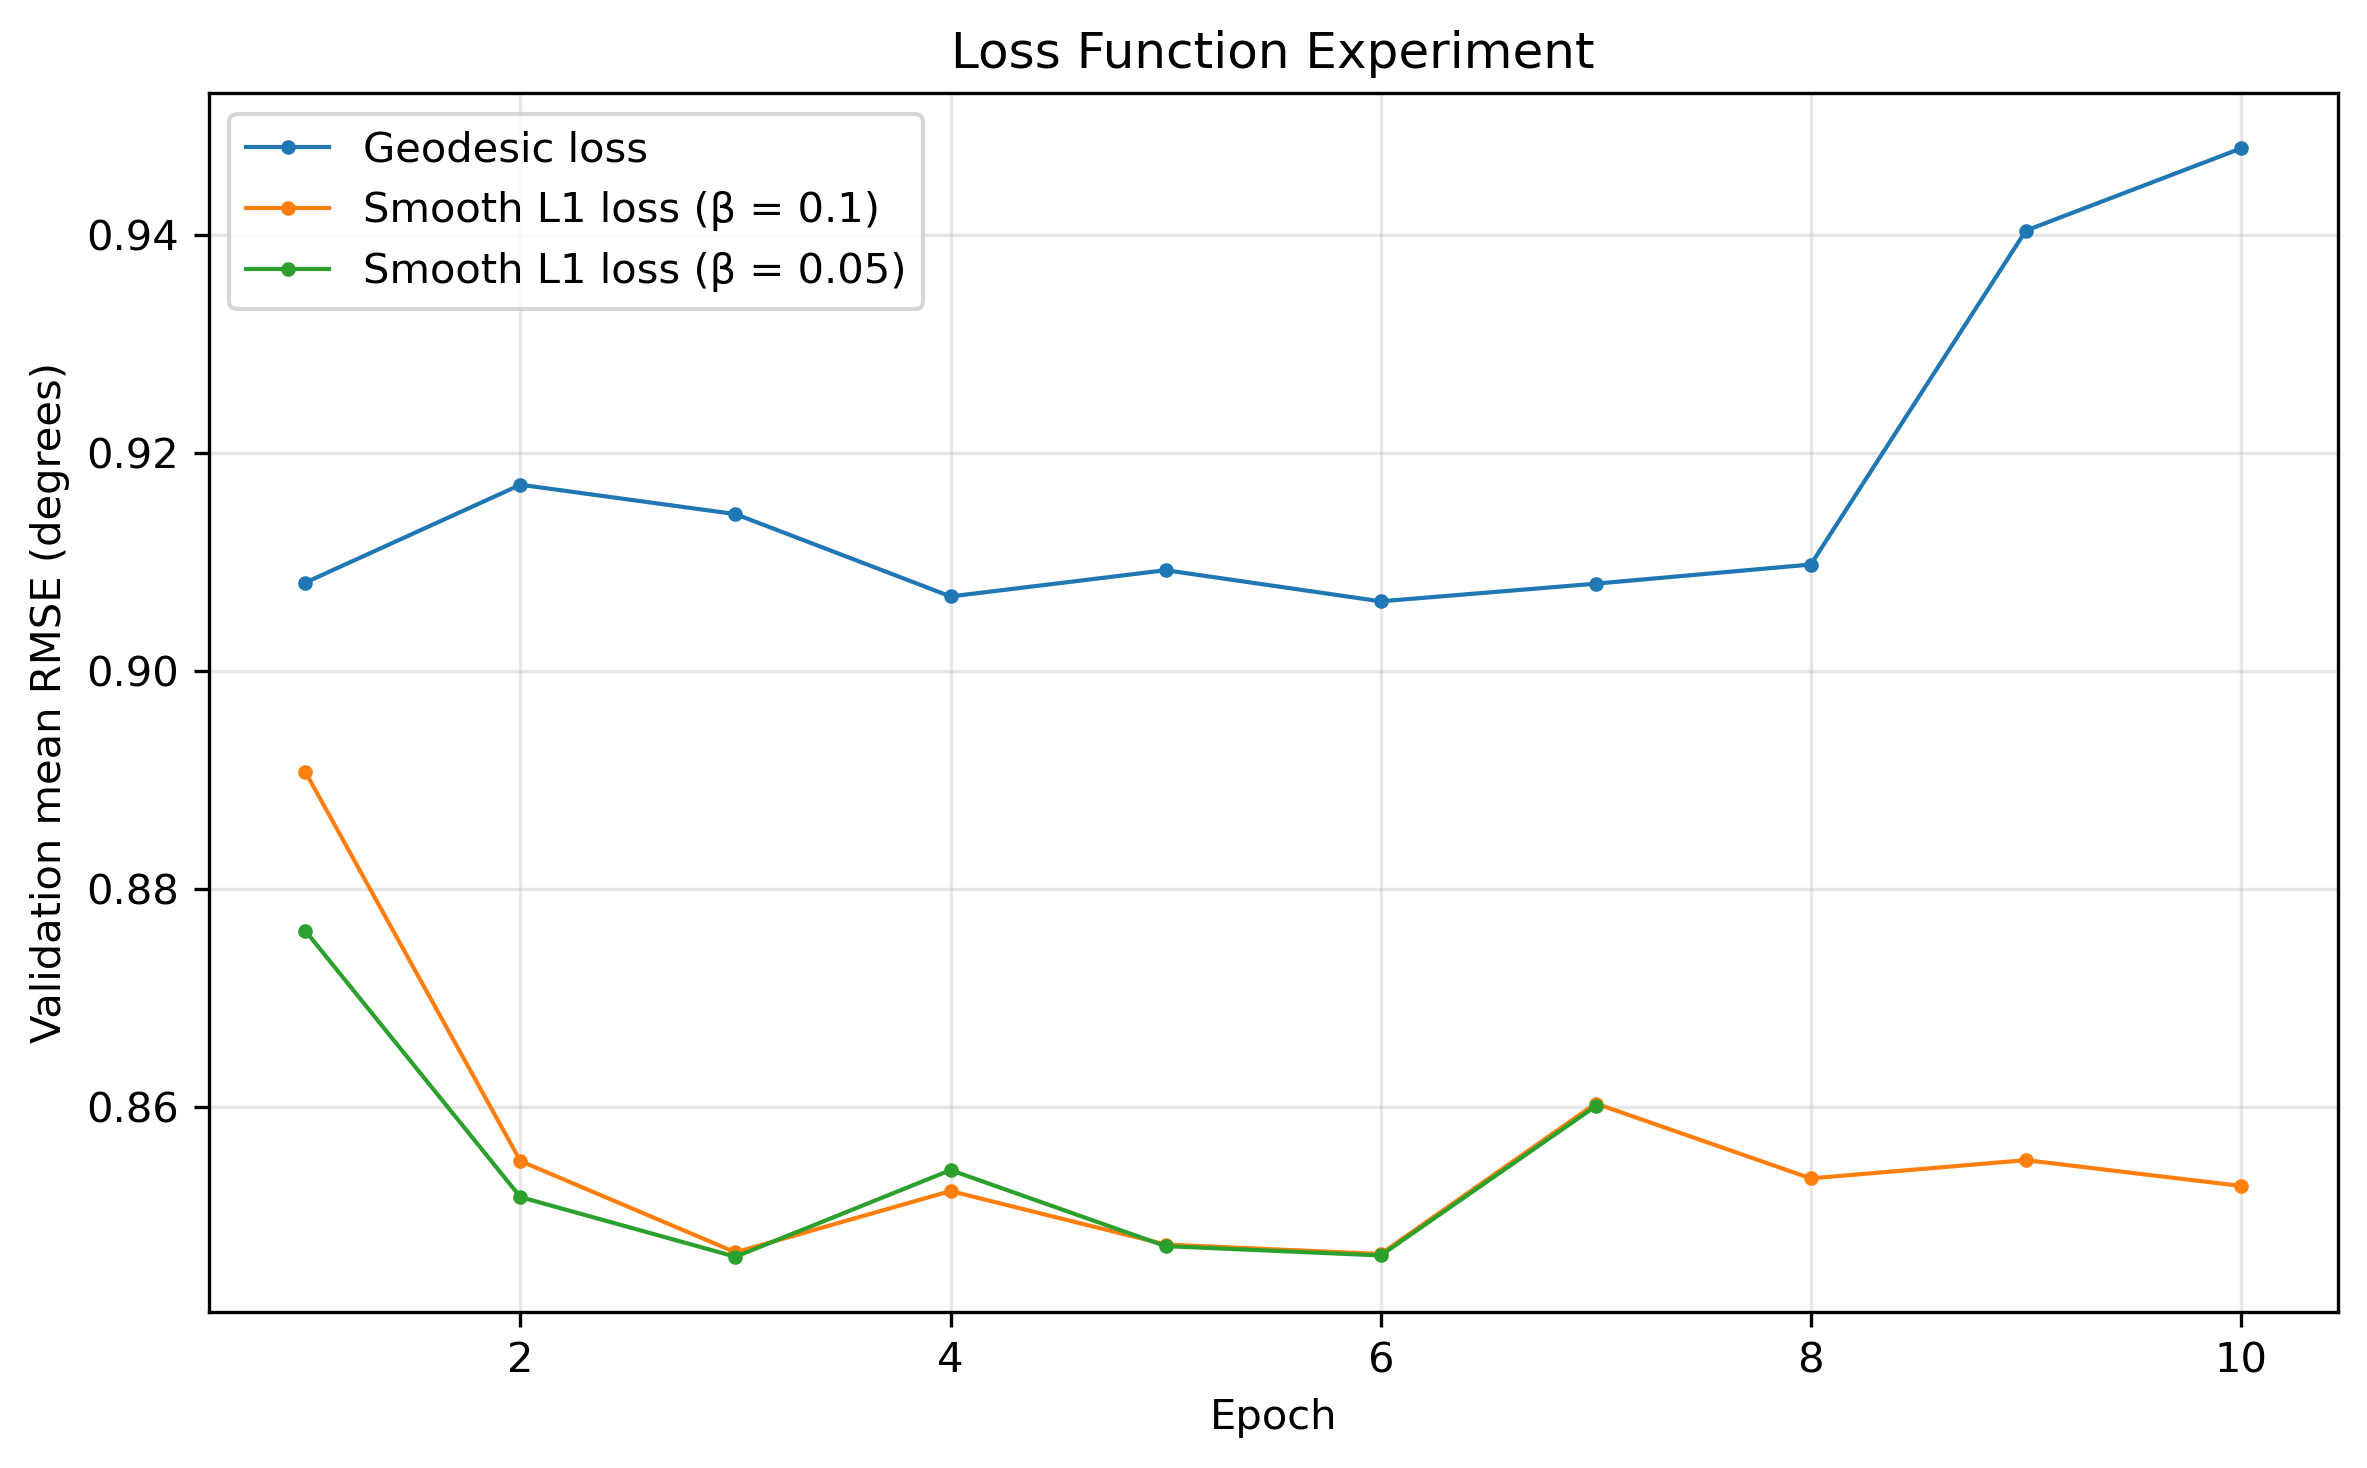 Loss Function Experiment
Geodesic loss
Smooth L1 loss (β = 0.1)
Smooth L1 loss (β = 0.05)
Validation mean RMSE (degrees)
0.94
0.92
0.90
0.88
0.86
2 4 6 8 10
Epoch